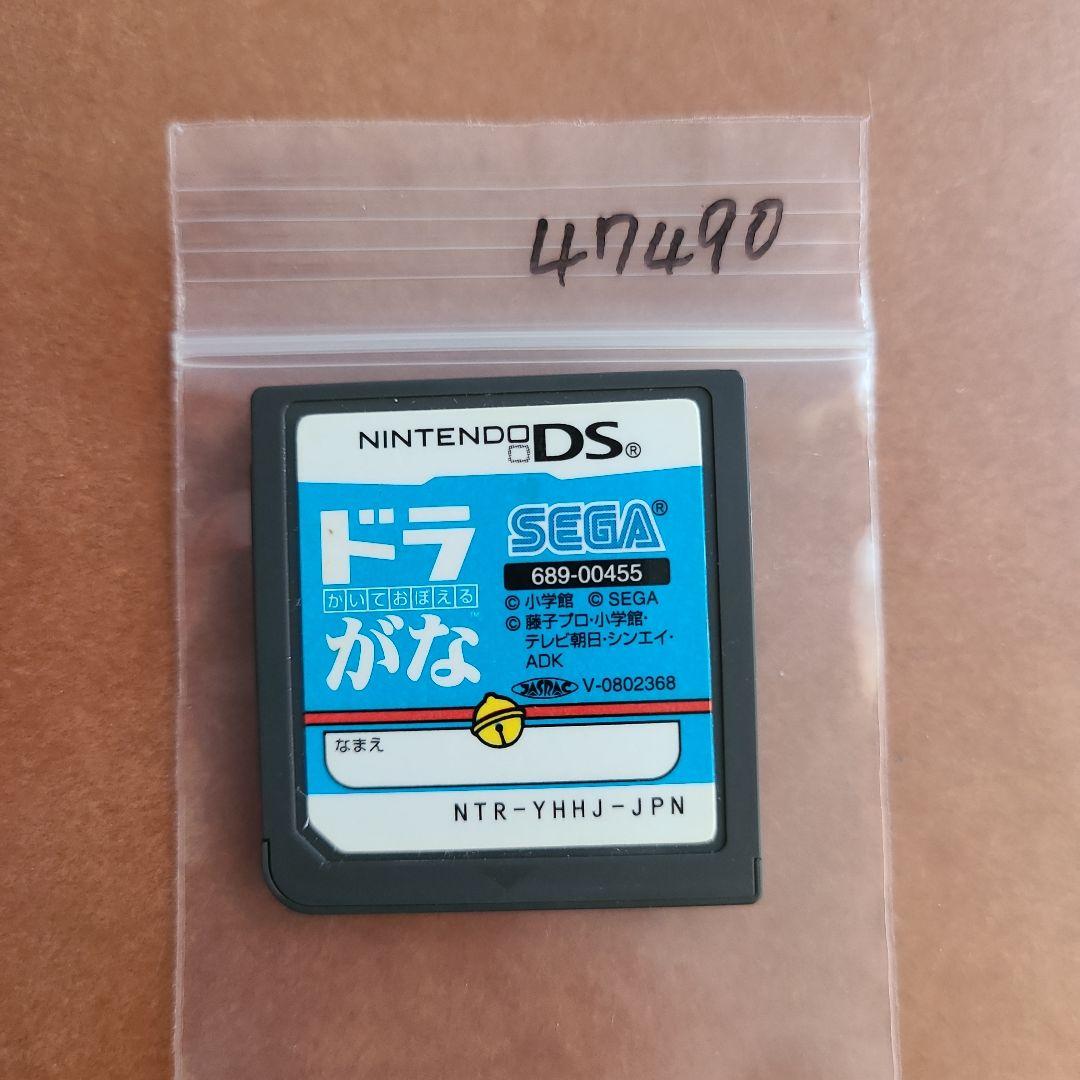 47490
NINTENDO DS®
ドラ
かいておぼえる
がな™
SEGA®
689-00455
© 小学館 © SEGA
© 藤子プロ・小学館・
テレビ朝日・シンエイ・
ADK
JASRAC V-0802368
なまえ
NTR-YHHJ-JPN